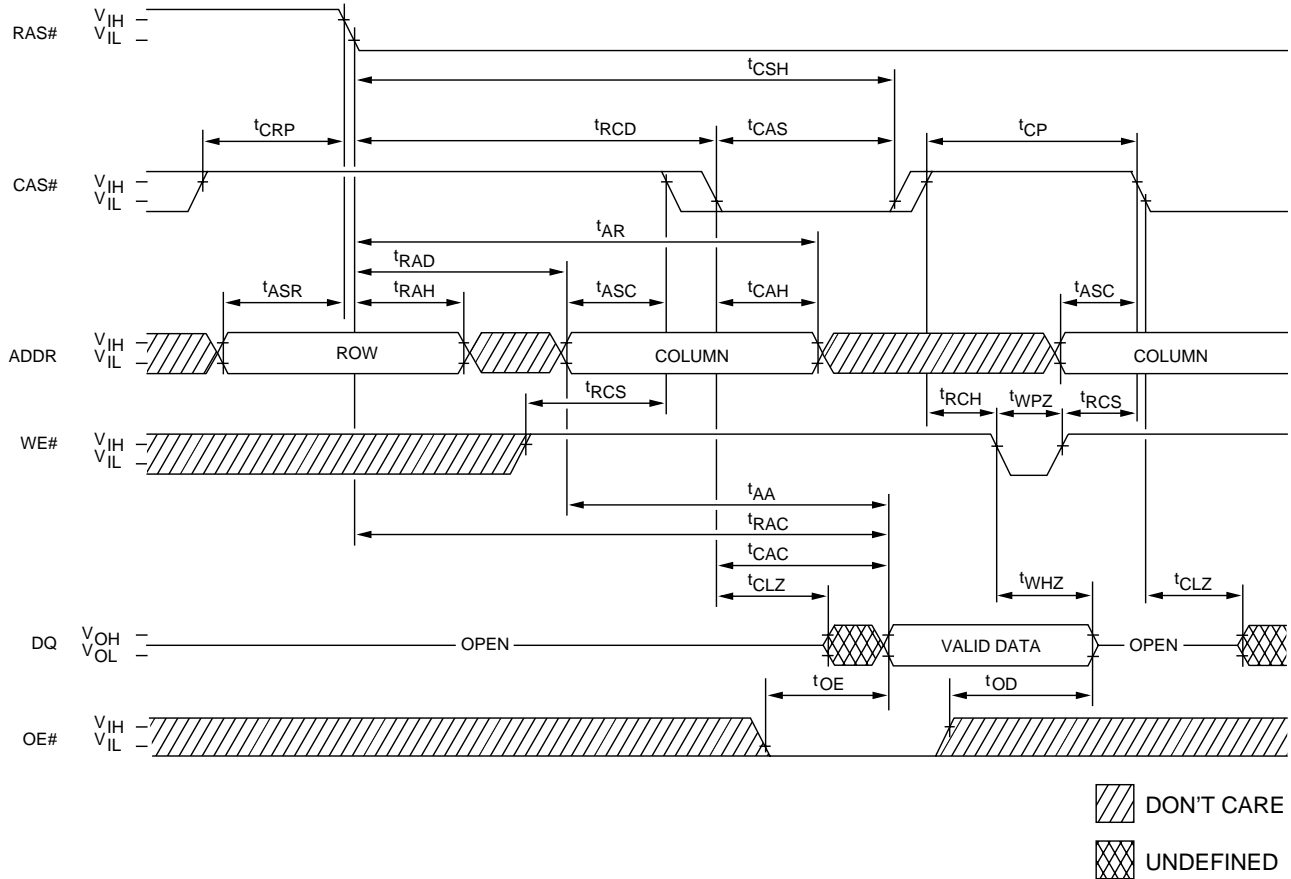 RAS# VIH
VIL
tCSH
tCRP tRCD tCAS tCP
CAS# VIH
VIL
tAR
tRAD
tASR tRAH tASC tCAH tASC
ADDR VIH
VIL
ROW COLUMN COLUMN
tRCS tRCH tWPZ tRCS
WE# VIH
VIL
tAA
tRAC
tCAC
tCLZ tWHZ tCLZ
DQ VOH
VOL
OPEN VALID DATA OPEN
tOE tOD
OE# VIH
VIL
DON'T CARE
UNDEFINED